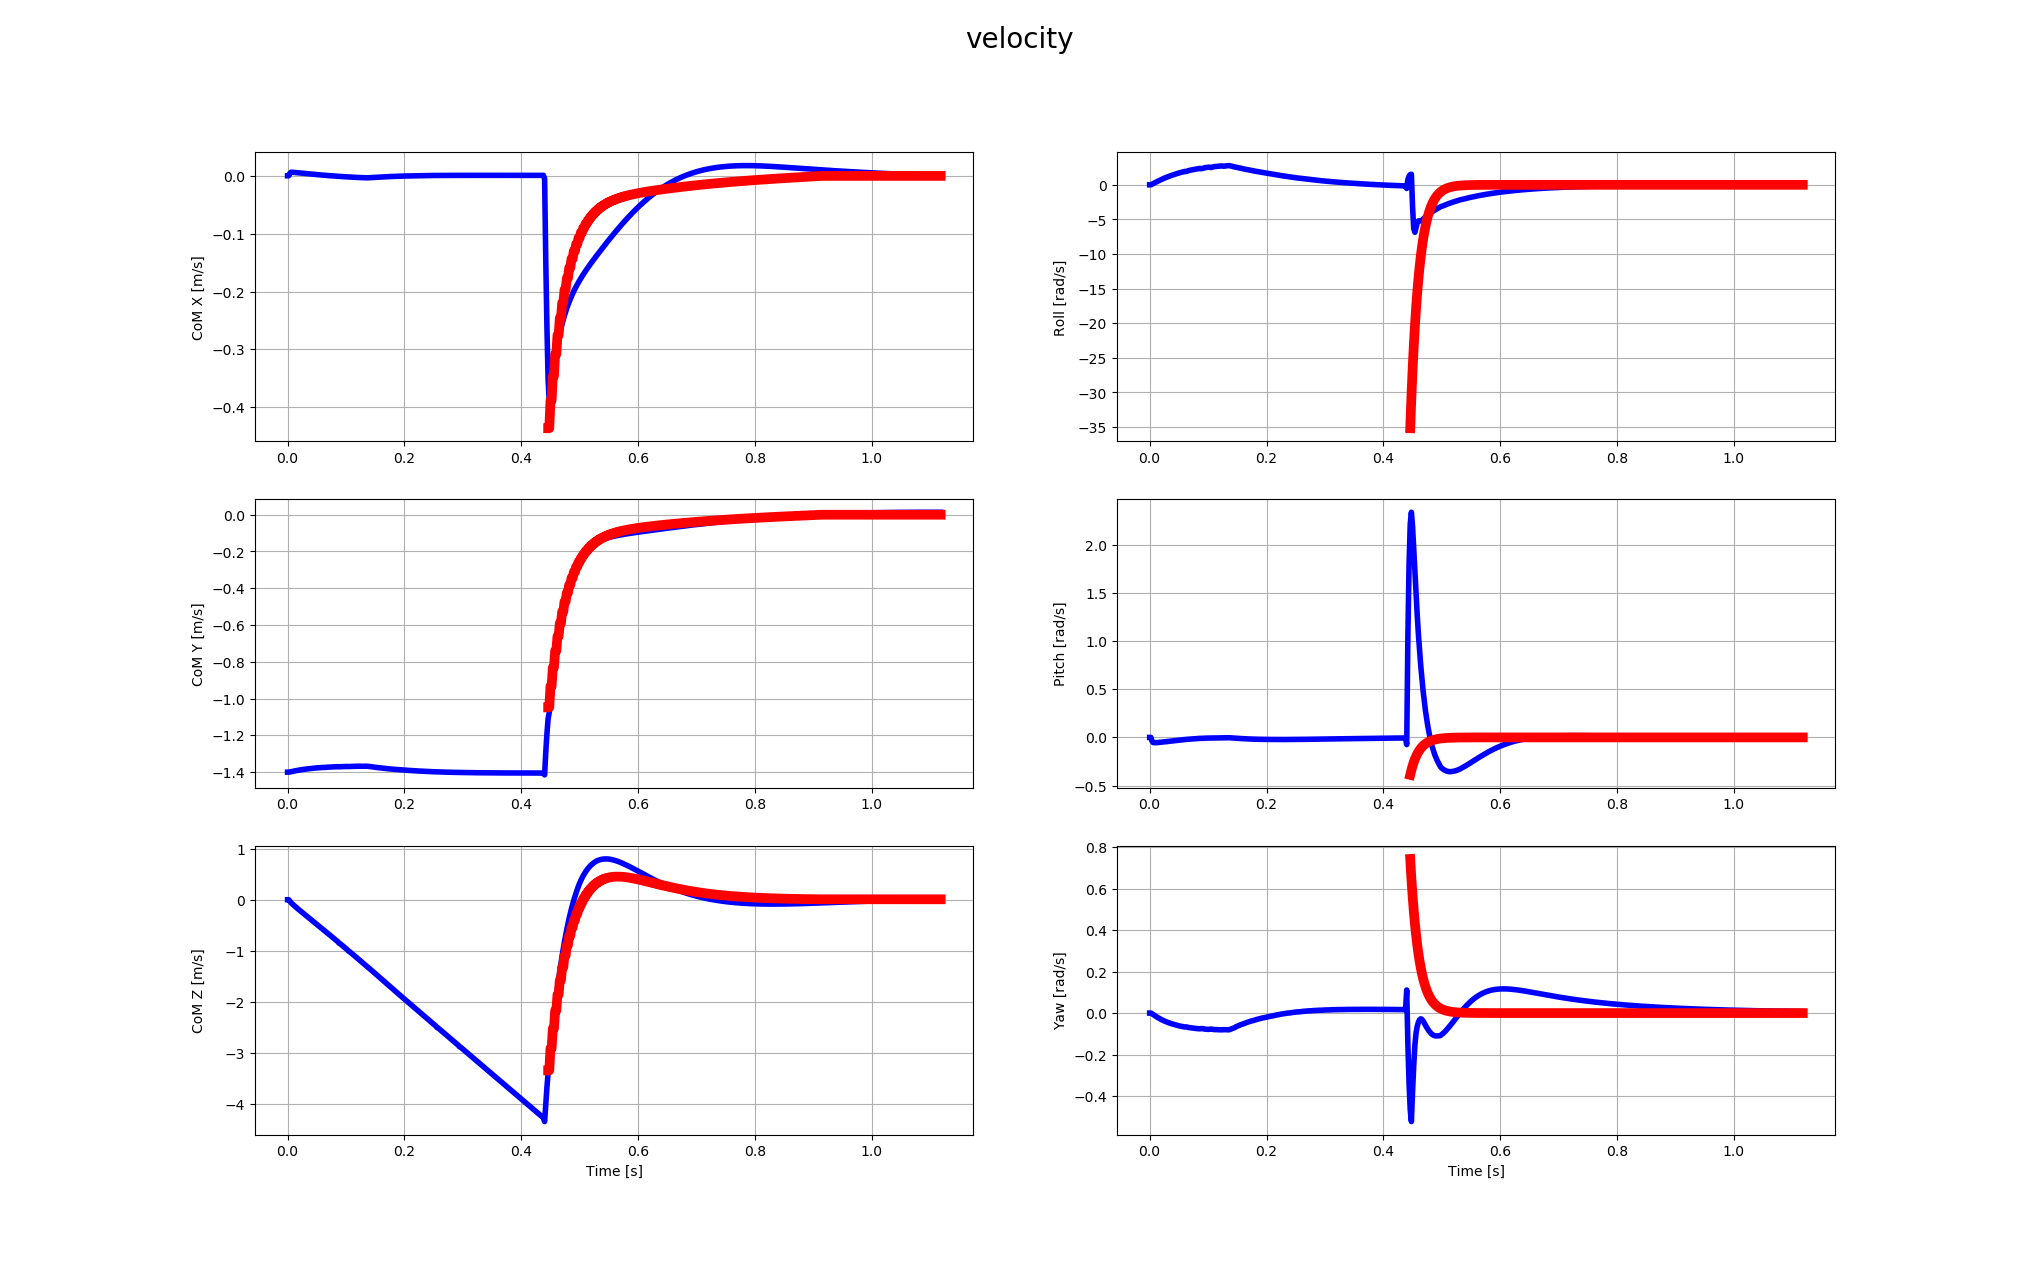 velocity
CoM X [m/s]
0.0
−0.1
−0.2
−0.3
−0.4
0.0 0.2 0.4 0.6 0.8 1.0
Roll [rad/s]
0
−5
−10
−15
−20
−25
−30
−35
0.0 0.2 0.4 0.6 0.8 1.0
CoM Y [m/s]
0.0
−0.2
−0.4
−0.6
−0.8
−1.0
−1.2
−1.4
0.0 0.2 0.4 0.6 0.8 1.0
Pitch [rad/s]
2.0
1.5
1.0
0.5
0.0
−0.5
0.0 0.2 0.4 0.6 0.8 1.0
CoM Z [m/s]
1
0
−1
−2
−3
−4
0.0 0.2 0.4 0.6 0.8 1.0
Time [s]
Yaw [rad/s]
0.8
0.6
0.4
0.2
0.0
−0.2
−0.4
0.0 0.2 0.4 0.6 0.8 1.0
Time [s]